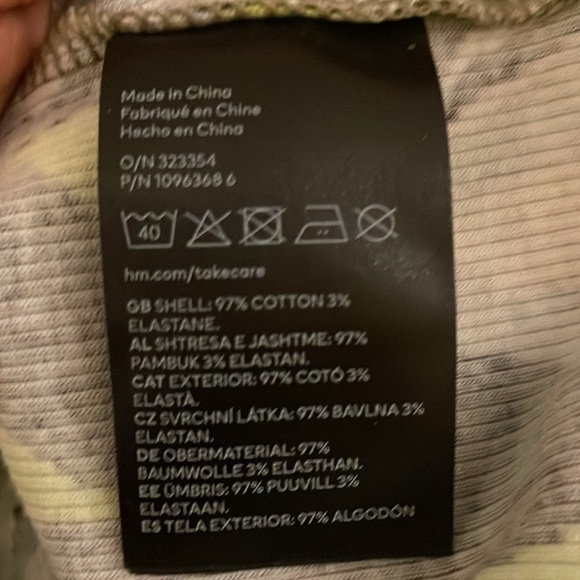 Made in China
Fabriqué en Chine
Hecho en China
O/N 323354
P/N 1096368 6
40
hm.com/takecare
GB SHELL: 97% COTTON 3%
ELASTANE.
AL SHTRESA E JASHTME: 97%
PAMBUK 3% ELASTAN.
CAT EXTERIOR: 97% COTÓ 3%
ELASTÀ.
CZ SVRCHNÍ LÁTKA: 97% BAVLNA 3%
ELASTAN.
DE OBERMATERIAL: 97%
BAUMWOLLE 3% ELASTHAN.
EE ÜMBRIS: 97% PUUVILL 3%
ELASTAAN.
ES TELA EXTERIOR: 97% ALGODÓN